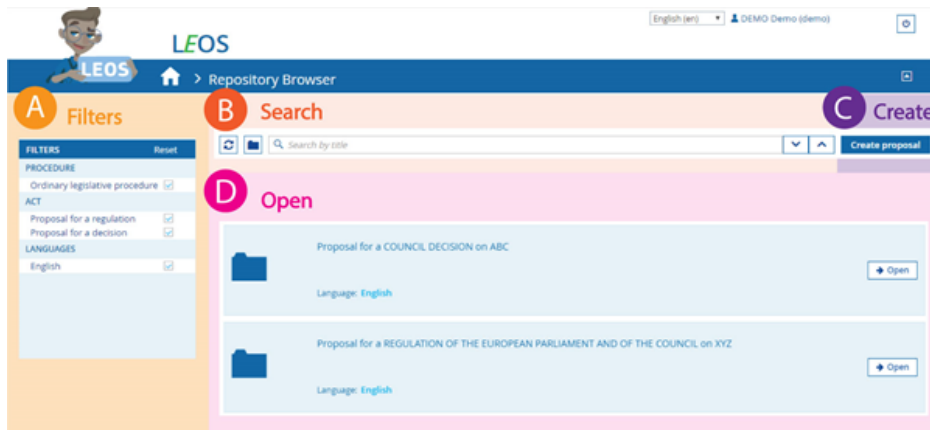 English (en)
DEMO Demo (demo)
LEOS
LEOS
> Repository Browser
A Filters
B Search
C Create
FILTERS Reset
Search by title
Create proposal
PROCEDURE
Ordinary legislative procedure
ACT
Proposal for a regulation
Proposal for a decision
LANGUAGES
English
D Open
Proposal for a COUNCIL DECISION on ABC
Language: English
Open
Proposal for a REGULATION OF THE EUROPEAN PARLIAMENT AND OF THE COUNCIL on XYZ
Language: English
Open